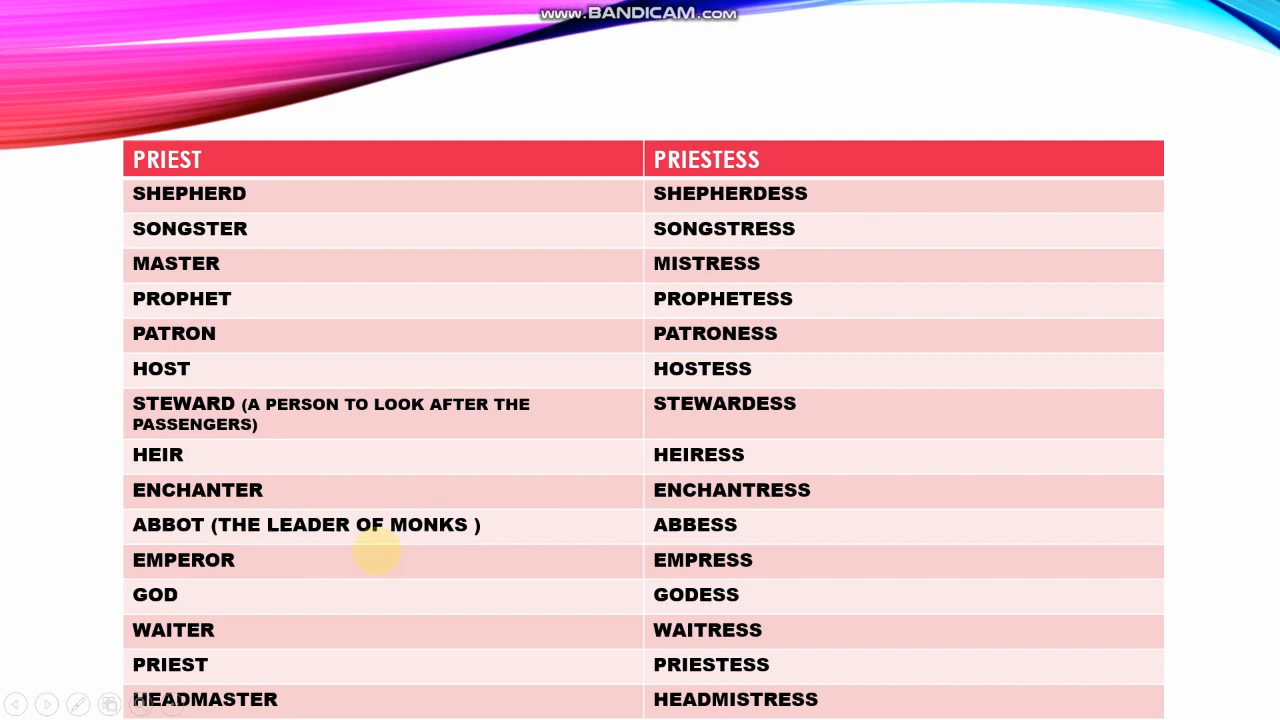 www.BANDICAM.com
PRIEST PRIESTESS
SHEPHERD SHEPHERDESS
SONGSTER SONGSTRESS
MASTER MISTRESS
PROPHET PROPHETESS
PATRON PATRONESS
HOST HOSTESS
STEWARD (A PERSON TO LOOK AFTER THE STEWARDESS
PASSENGERS)
HEIR HEIRESS
ENCHANTER ENCHANTRESS
ABBOT (THE LEADER OF MONKS ) ABBESS
EMPEROR EMPRESS
GOD GODESS
WAITER WAITRESS
PRIEST PRIESTESS
HEADMASTER HEADMISTRESS